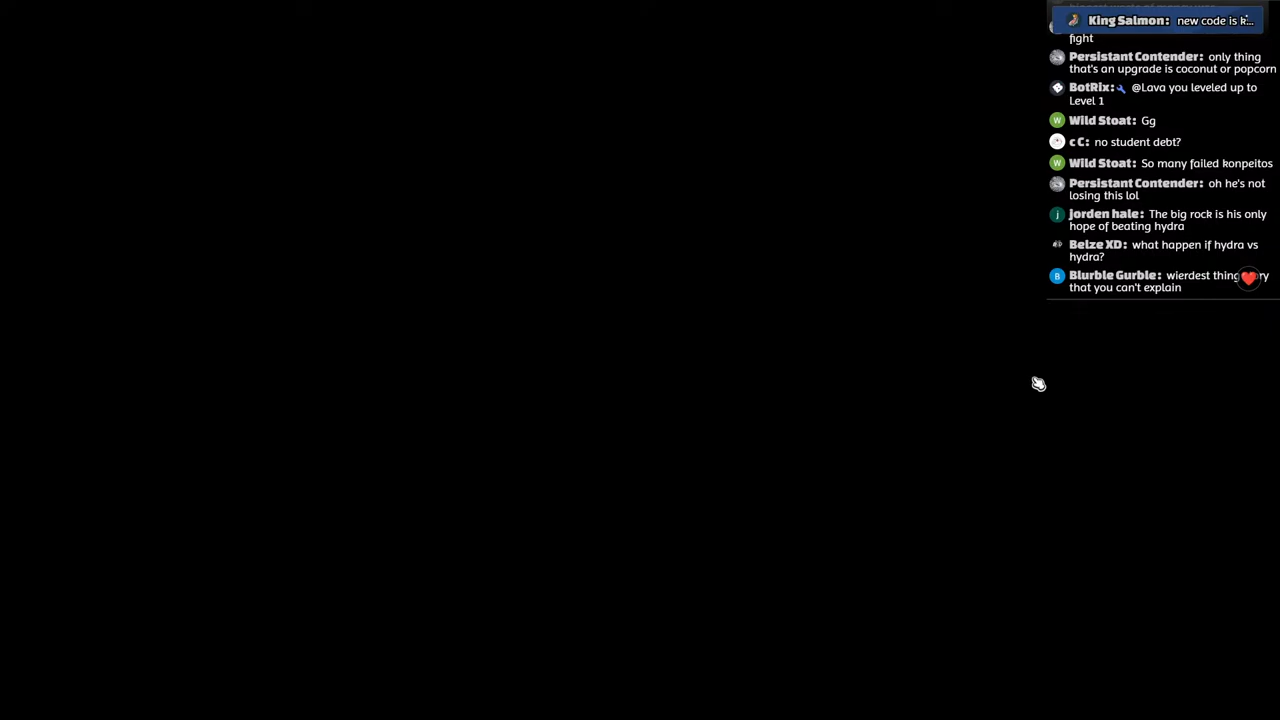 King Salmon: new code is k...
fight
Persistant Contender: only thing
that's an upgrade is coconut or popcorn
BotRix: @Lava you leveled up to
Level 1
W Wild Stoat: Gg
c C: no student debt?
W Wild Stoat: So many failed konpeitos
Persistant Contender: oh he's not
losing this lol
j jorden hale: The big rock is his only
hope of beating hydra
Belze XD: what happen if hydra vs
hydra?
B Blurble Gurble: wierdest thing
that you can't explain